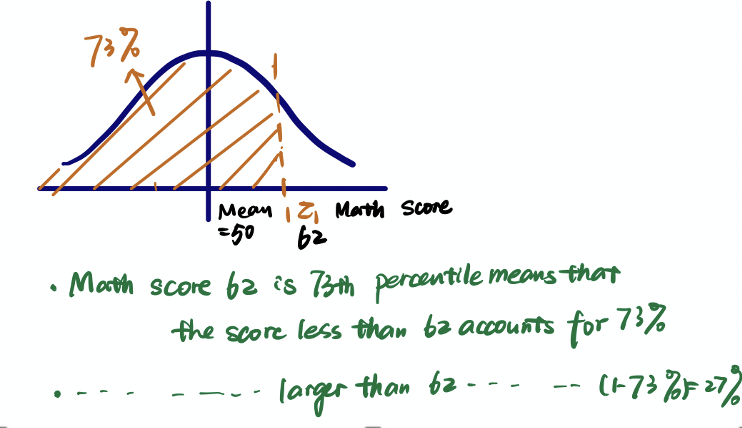 73%
Mean
=50
Z₁
62
Math score
• Math score 62 is 73th percentile means that
the score less than 62 accounts for 73%
• - - - - - - - - larger than 62 - - - - - (1-73%)=27%